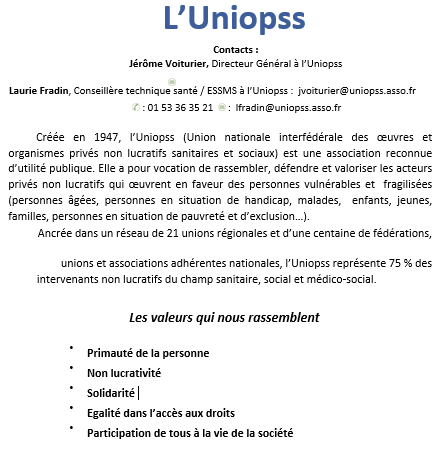 L'Uniopss
Contacts :
Jérôme Voiturier, Directeur Général à l'Uniopss
Laurie Fradin, Conseillère technique santé / ESSMS à l'Uniopss : jvoiturier@uniopss.asso.fr
✆ : 01 53 36 35 21 ✉ : lfradin@uniopss.asso.fr
Créée en 1947, l'Uniopss (Union nationale interfédérale des œuvres et
organismes privés non lucratifs sanitaires et sociaux) est une association reconnue
d'utilité publique. Elle a pour vocation de rassembler, défendre et valoriser les acteurs
privés non lucratifs qui œuvrent en faveur des personnes vulnérables et fragilisées
(personnes âgées, personnes en situation de handicap, malades, enfants, jeunes,
familles, personnes en situation de pauvreté et d'exclusion…).
Ancrée dans un réseau de 21 unions régionales et d'une centaine de fédérations,
unions et associations adhérentes nationales, l'Uniopss représente 75 % des
intervenants non lucratifs du champ sanitaire, social et médico-social.
Les valeurs qui nous rassemblent
• Primauté de la personne
• Non lucrativité
• Solidarité
• Egalité dans l'accès aux droits
• Participation de tous à la vie de la société